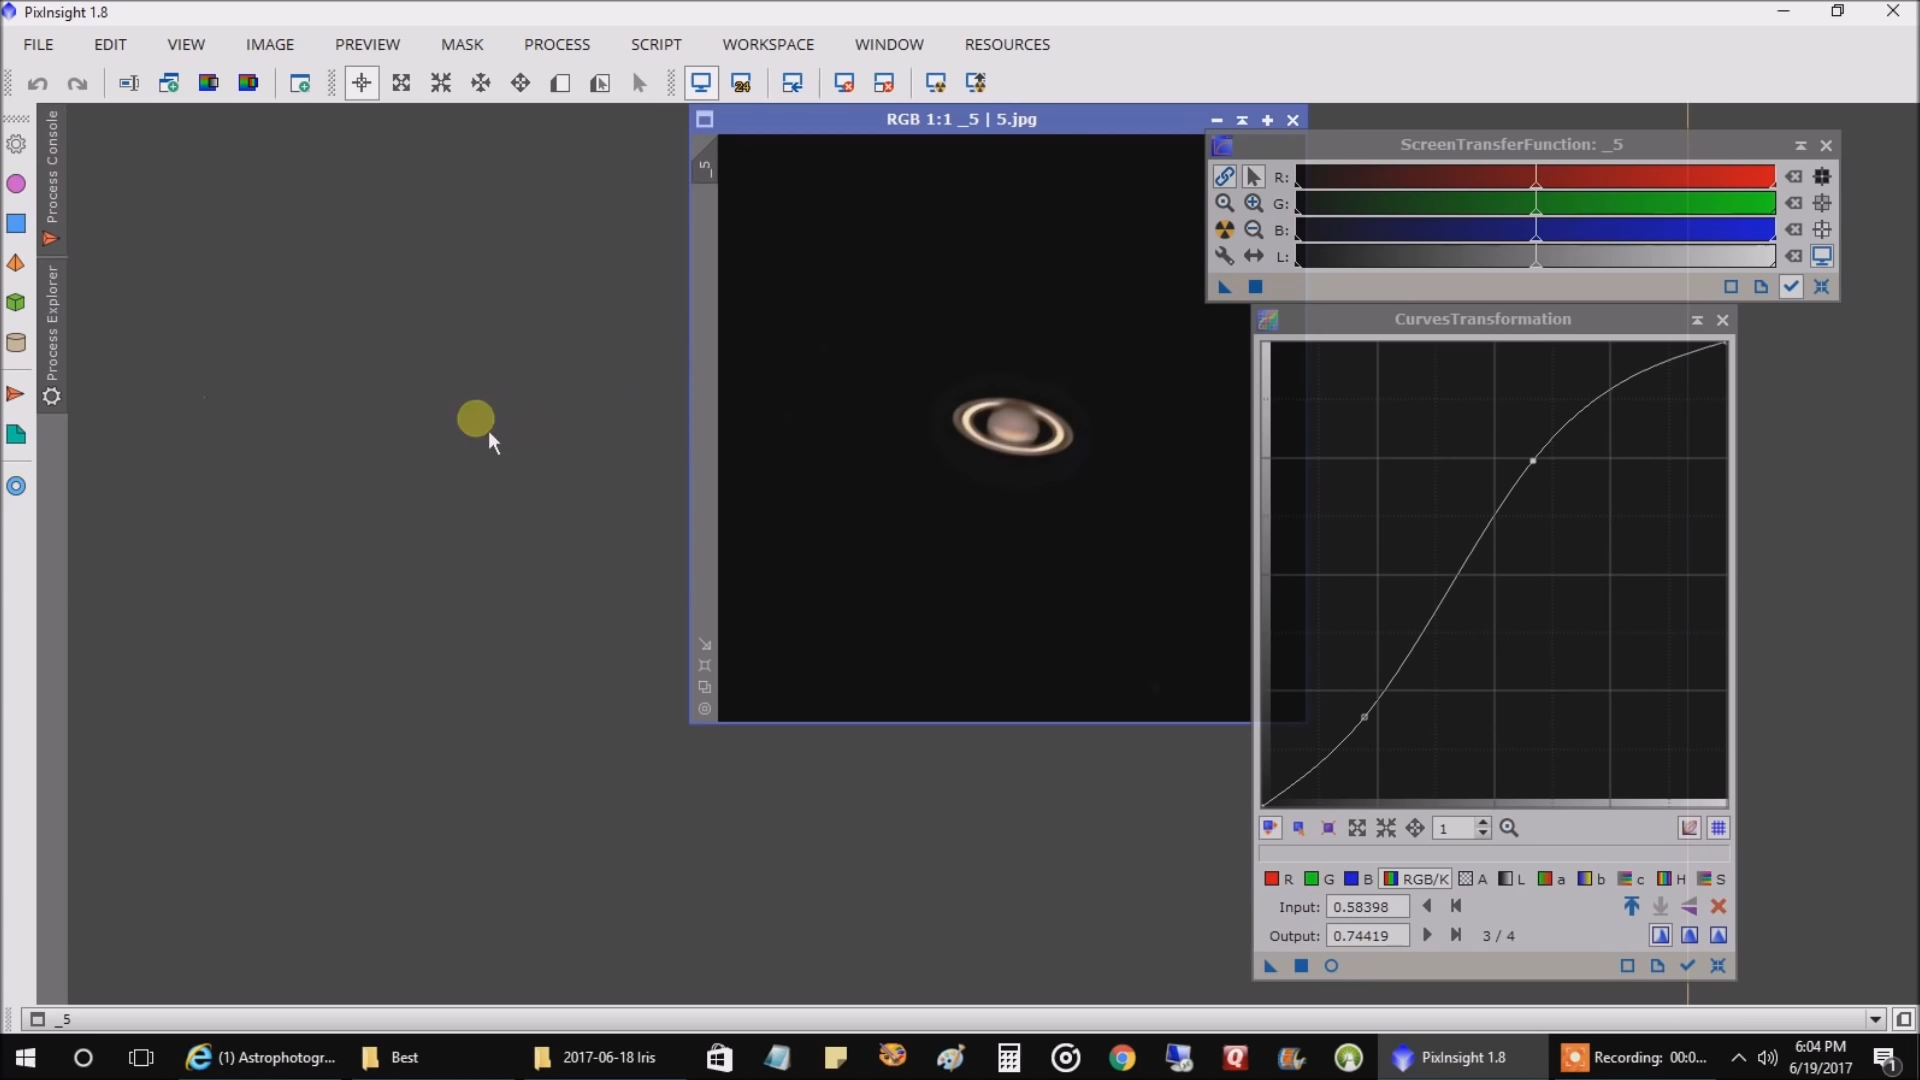 PixInsight 1.8
FILE EDIT VIEW IMAGE PREVIEW MASK PROCESS SCRIPT WORKSPACE WINDOW RESOURCES
24
Process Console
Process Explorer
RGB 1:1 _5 | 5.jpg
_5
ScreenTransferFunction: _5
R:
G:
B:
L:
CurvesTransformation
1
R G B RGB/K A L a b c H S
Input: 0.58398
Output: 0.74419 3 / 4
_5
(1) Astrophotogr... Best 2017-06-18 Iris PixInsight 1.8 Recording: 00:0...
6:04 PM
6/19/2017
1